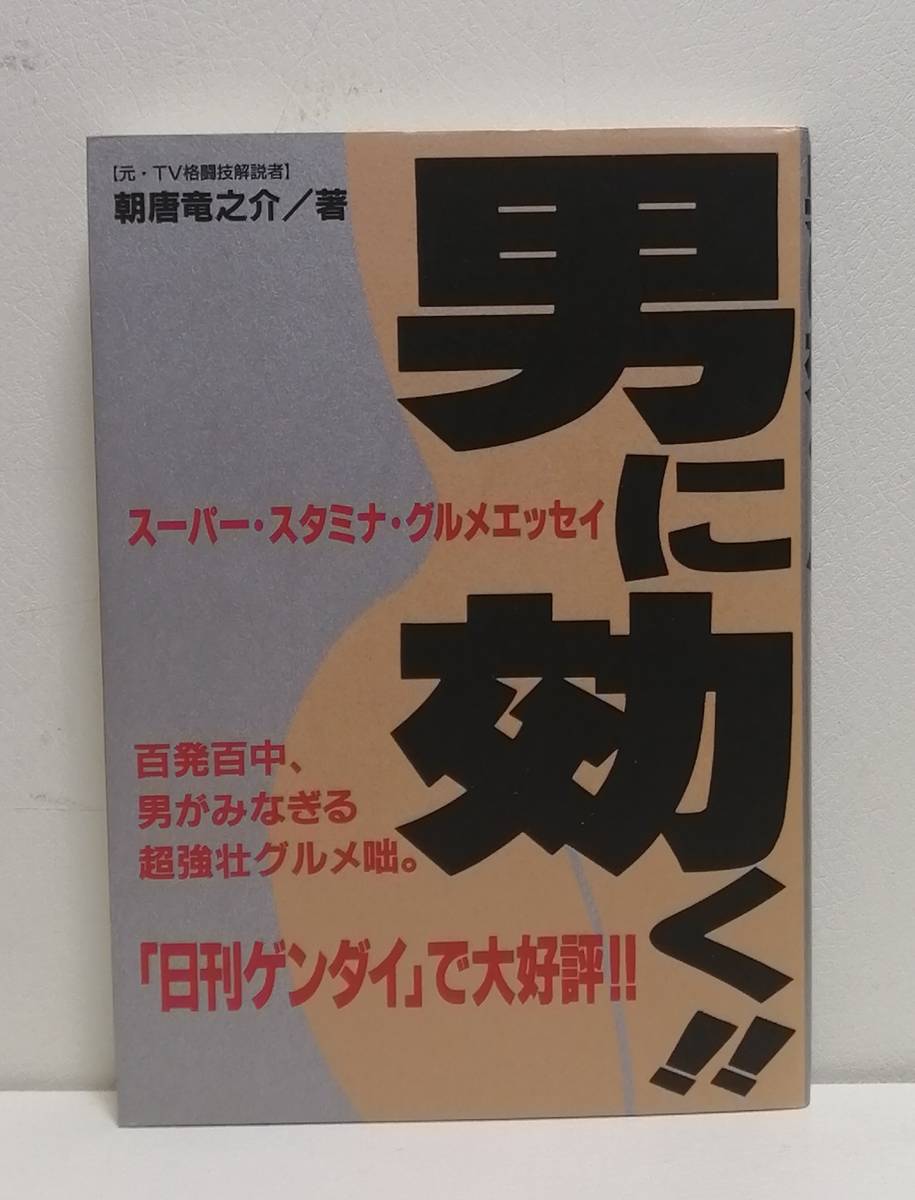 【元・TV格闘技解説者】
朝唐竜之介／著
男に効く!!
スーパー・スタミナ・グルメエッセイ
百発百中、
男がみなぎる
超強壮グルメ咄。
「日刊ゲンダイ」で大好評!!